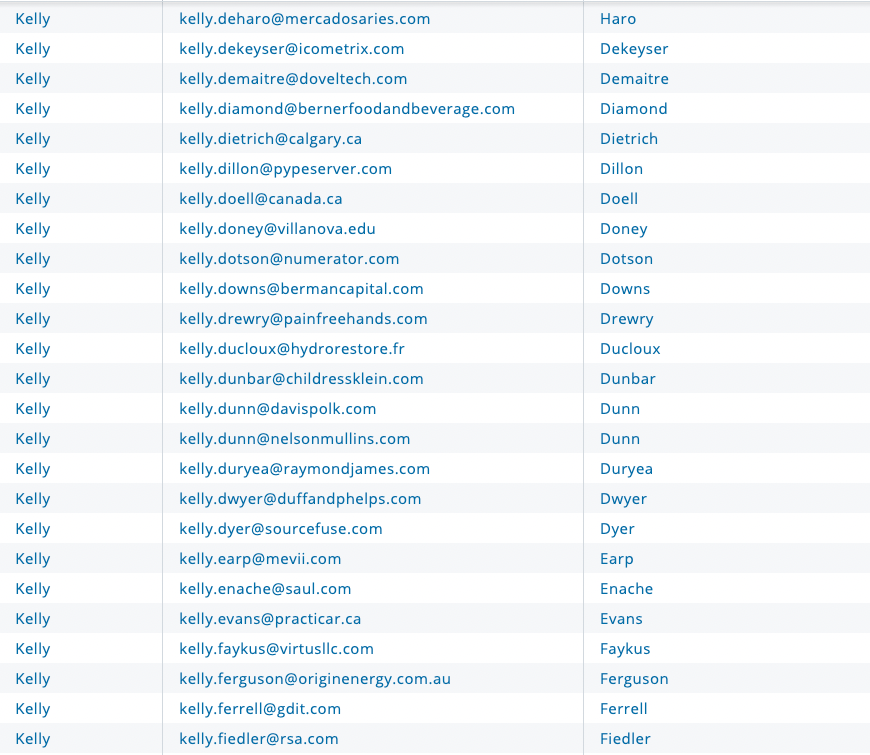 Kelly kelly.deharo@mercadosaries.com Haro
Kelly kelly.dekeyser@icometrix.com Dekeyser
Kelly kelly.demaitre@doveltech.com Demaitre
Kelly kelly.diamond@bernerfoodandbeverage.com Diamond
Kelly kelly.dietrich@calgary.ca Dietrich
Kelly kelly.dillon@pypeserver.com Dillon
Kelly kelly.doell@canada.ca Doell
Kelly kelly.doney@villanova.edu Doney
Kelly kelly.dotson@numerator.com Dotson
Kelly kelly.downs@bermancapital.com Downs
Kelly kelly.drewry@painfreehands.com Drewry
Kelly kelly.ducloux@hydrorestore.fr Ducloux
Kelly kelly.dunbar@childressklein.com Dunbar
Kelly kelly.dunn@davispolk.com Dunn
Kelly kelly.dunn@nelsonmullins.com Dunn
Kelly kelly.duryea@raymondjames.com Duryea
Kelly kelly.dwyer@duffandphelps.com Dwyer
Kelly kelly.dyer@sourcefuse.com Dyer
Kelly kelly.earp@mevii.com Earp
Kelly kelly.enache@saul.com Enache
Kelly kelly.evans@practicar.ca Evans
Kelly kelly.faykus@virtusllc.com Faykus
Kelly kelly.ferguson@originenergy.com.au Ferguson
Kelly kelly.ferrell@gdit.com Ferrell
Kelly kelly.fiedler@rsa.com Fiedler